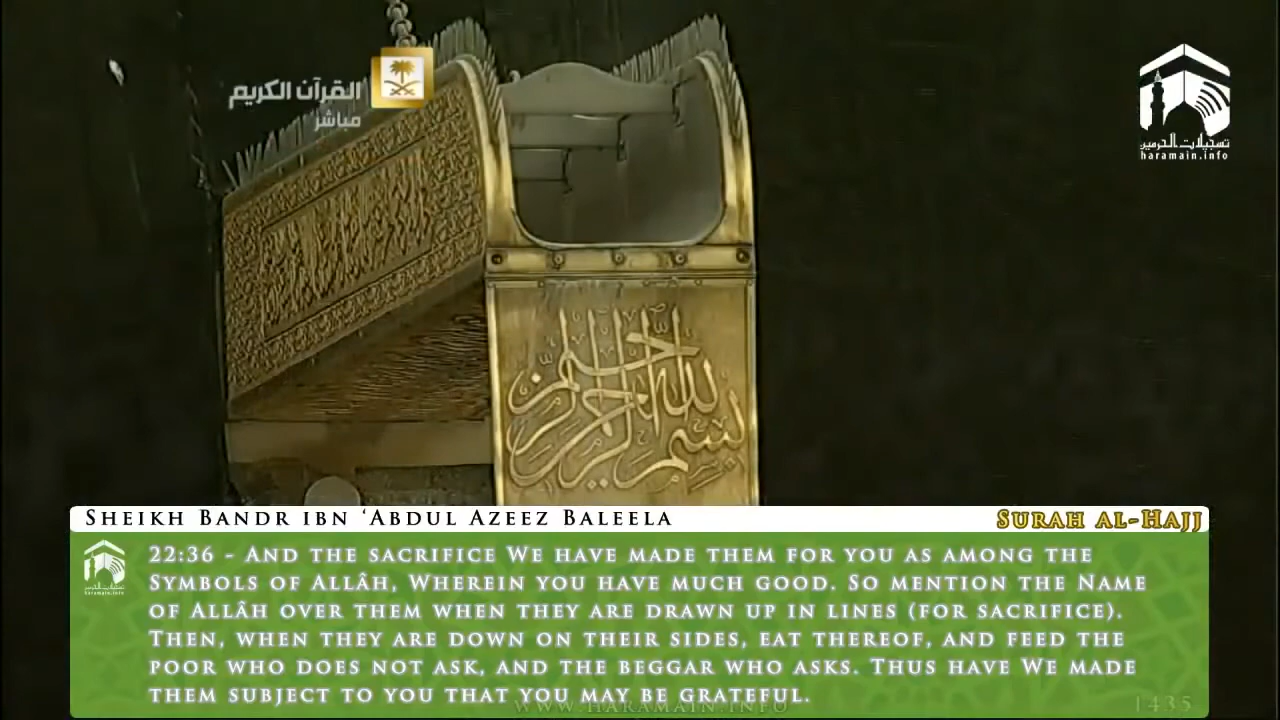 القرآن الكريم
مباشر
تسجيلات الحرمين
haramain.info
بسم الله الرحمن الرحيم
Sheikh Bandr ibn ‘Abdul Azeez Baleela
Surah al-Hajj
22:36 - And the sacrifice We have made them for you as among the
Symbols of Allâh, Wherein you have much good. So mention the Name
of Allâh over them when they are drawn up in lines (for sacrifice).
Then, when they are down on their sides, eat thereof, and feed the
poor who does not ask, and the beggar who asks. Thus have We made
them subject to you that you may be grateful.
www.haramain.info
1435